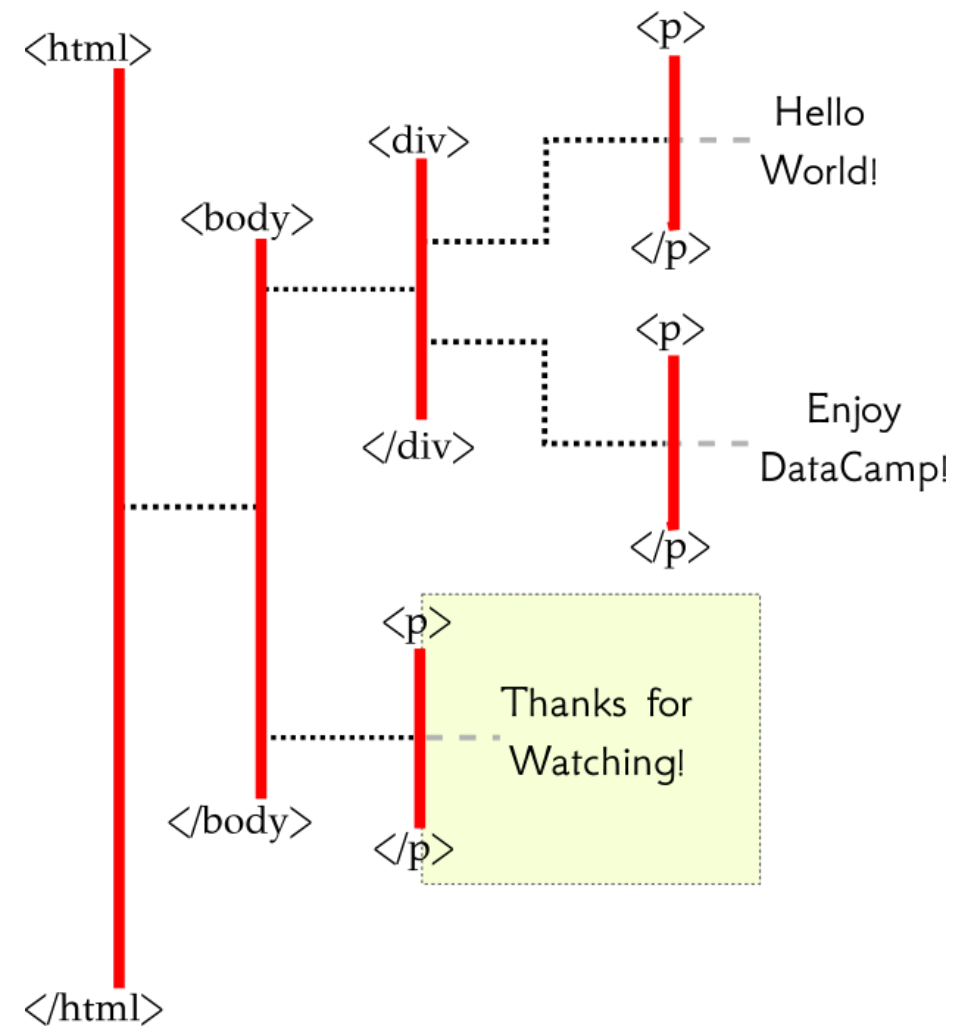 <html>
<body>
<div>
<p>
Hello
World!
</p>
<p>
Enjoy
DataCamp!
</p>
</div>
<p>
Thanks for
Watching!
</p>
</body>
</html>